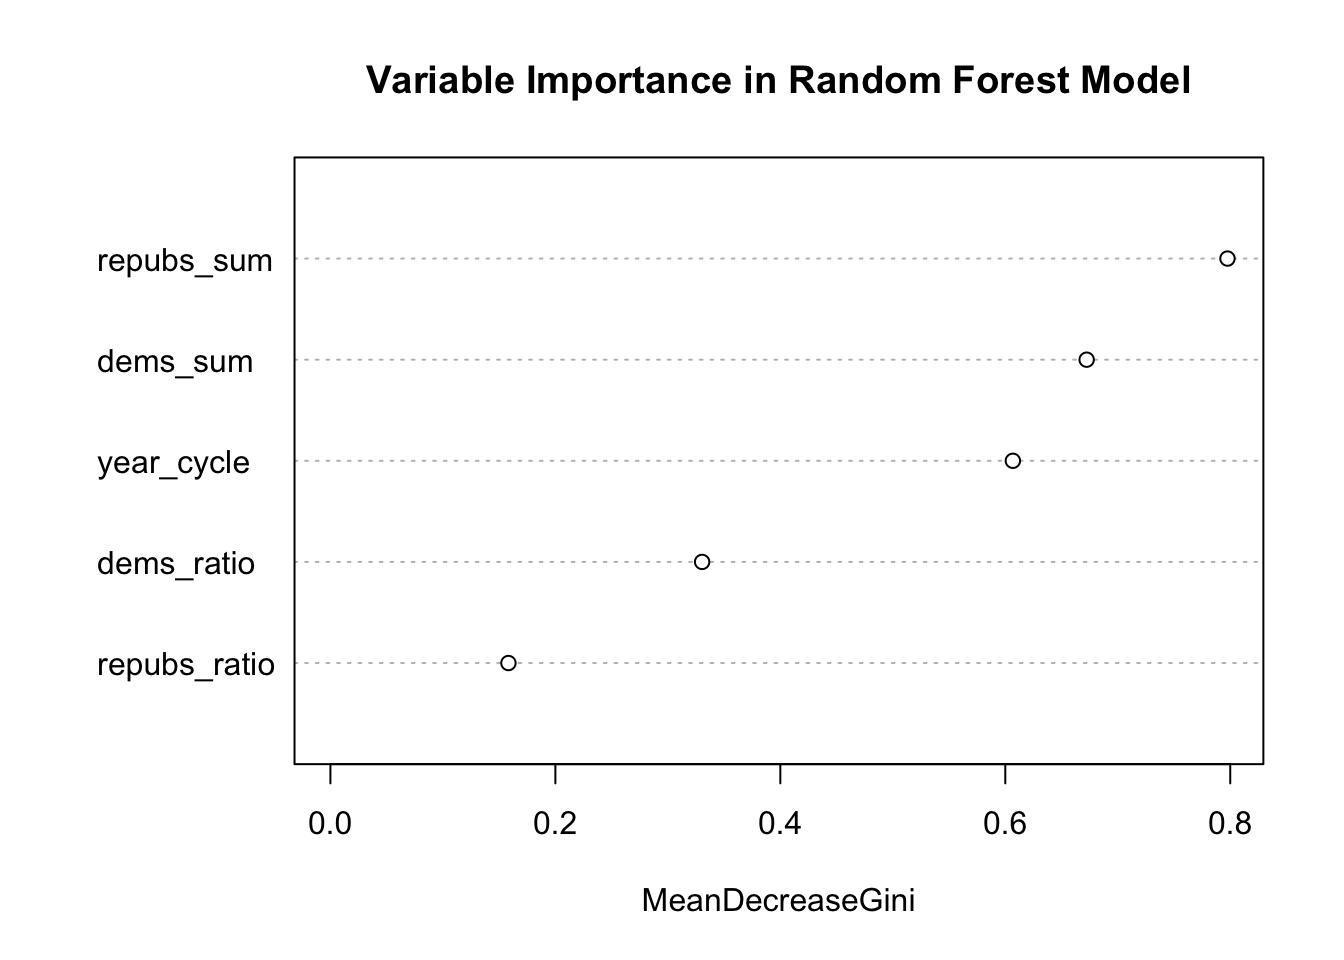 Variable Importance in Random Forest Model
repubs_sum
dems_sum
year_cycle
dems_ratio
repubs_ratio
0.0 0.2 0.4 0.6 0.8
MeanDecreaseGini